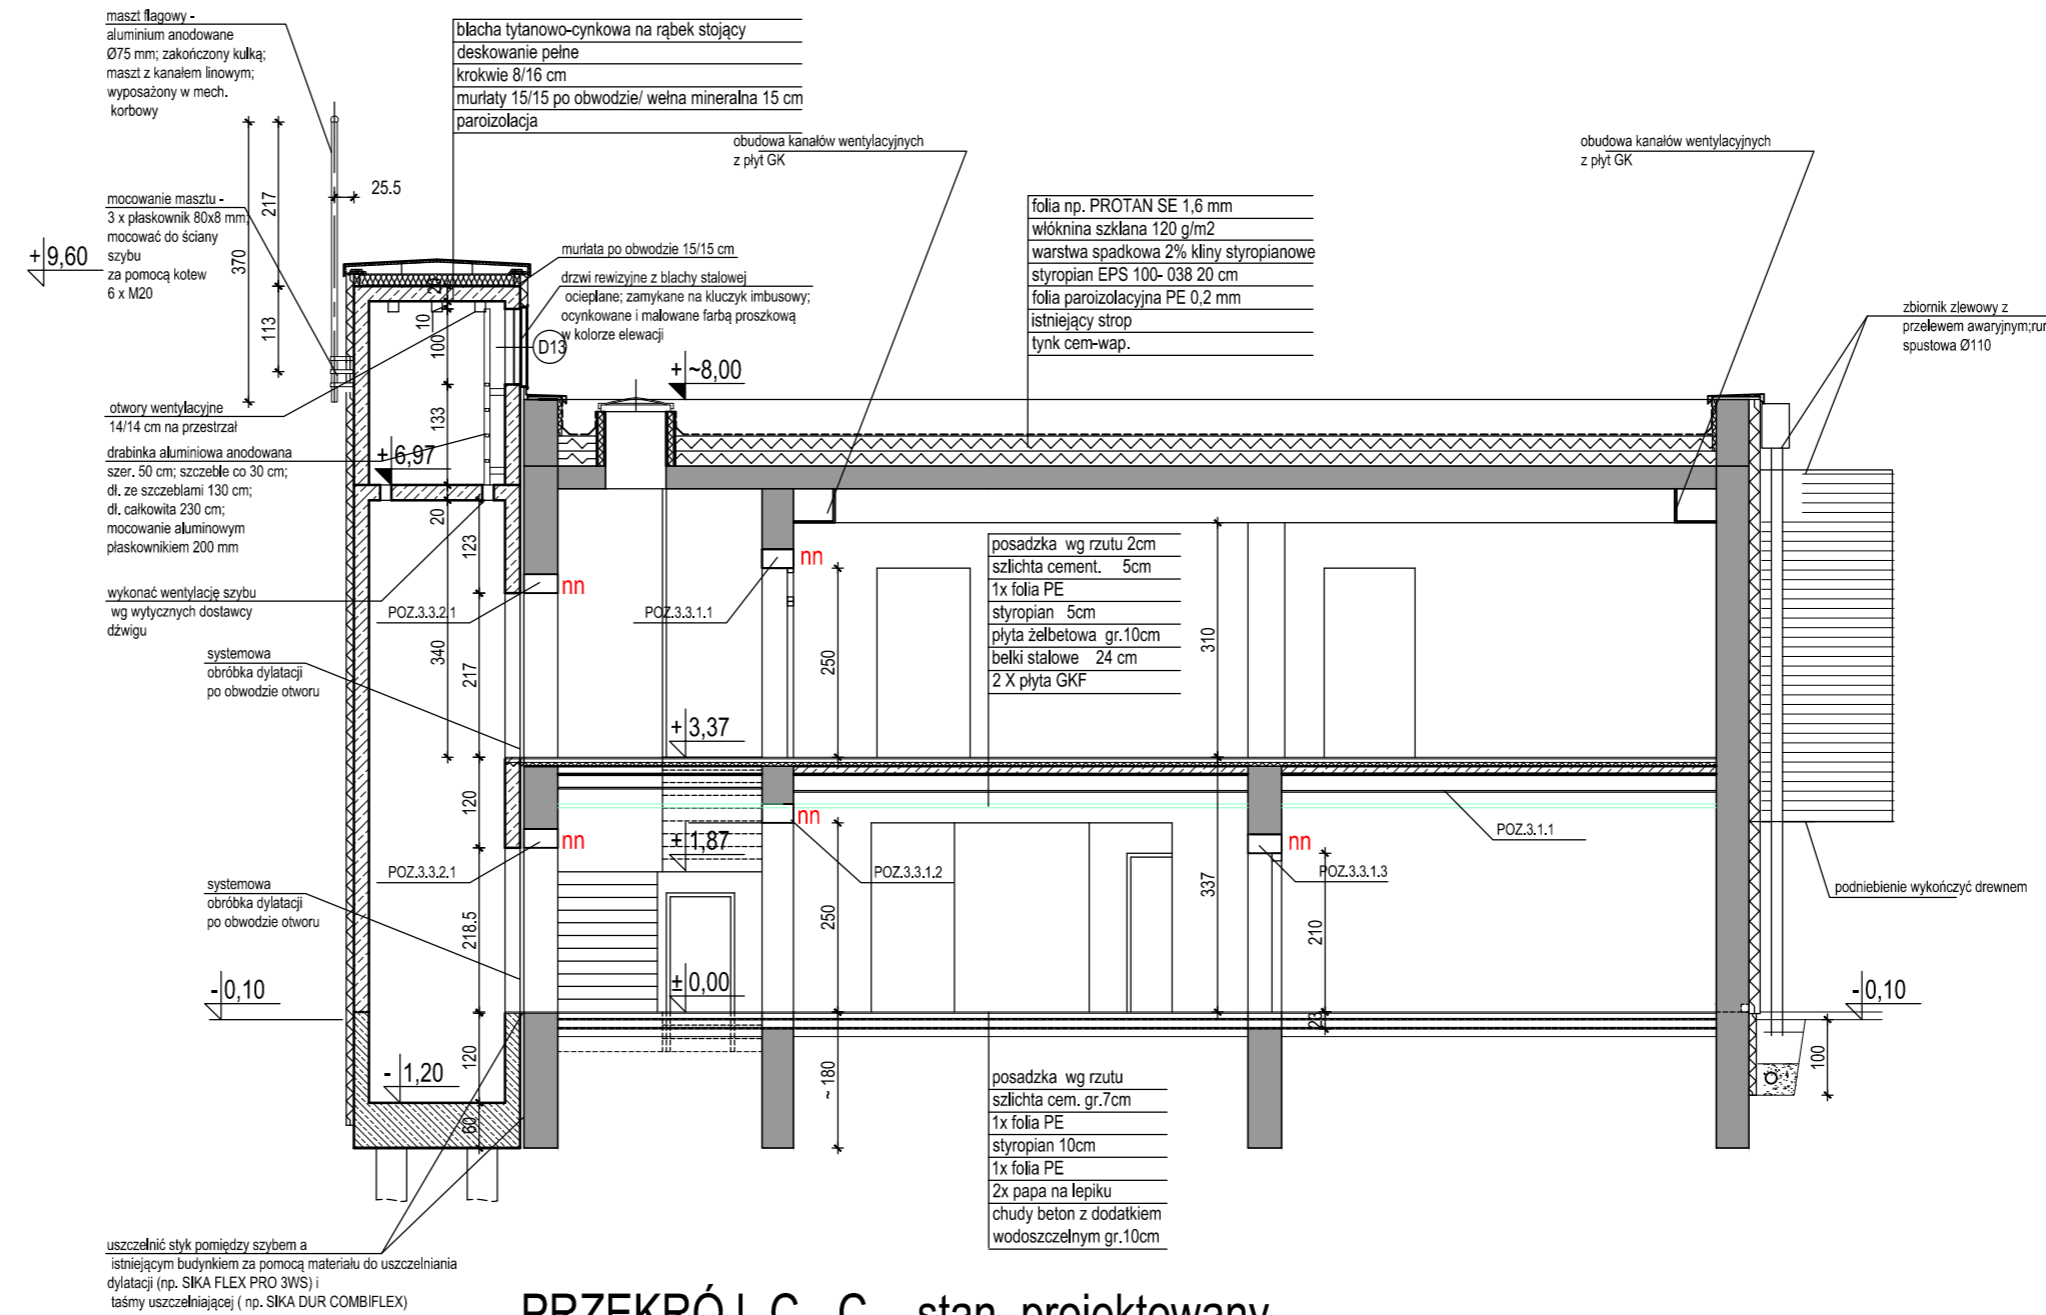 maszt flagowy -
aluminium anodowane
Ø75 mm; zakończony kulką;
maszt z kanałem linowym;
wyposażony w mech.
korbowy
blacha tytanowo-cynkowa na rąbek stojący
deskowanie pełne
krokwie 8/16 cm
murłaty 15/15 po obwodzie/ wełna mineralna 15 cm
paroizolacja
obudowa kanałów wentylacyjnych
z płyt GK
obudowa kanałów wentylacyjnych
z płyt GK
mocowanie masztu -
3 x płaskownik 80x8 mm;
mocować do ściany
szybu
za pomocą kotew
6 x M20
25.5
217
370
113
+9,60
murłata po obwodzie 15/15 cm
drzwi rewizyjne z blachy stalowej
ocieplane; zamykane na kluczyk imbusowy;
ocynkowane i malowane farbą proszkową
w kolorze elewacji
D13
folia np. PROTAN SE 1,6 mm
włóknina szklana 120 g/m2
warstwa spadkowa 2% kliny styropianowe
styropian EPS 100- 038 20 cm
folia paroizolacyjna PE 0,2 mm
istniejący strop
tynk cem-wap.
zbiornik zlewowy z
przelewem awaryjnym;rur
spustowa Ø110
10
100
133
+~8,00
otwory wentylacyjne
14/14 cm na przestrzał
drabinka aluminiowa anodowana
szer. 50 cm; szczeble co 30 cm;
dł. ze szczeblami 130 cm;
dł. całkowita 230 cm;
mocowanie aluminowym
płaskownikiem 200 mm
+6,97
20
123
wykonać wentylację szybu
wg wytycznych dostawcy
dźwigu
nn
nn
POZ.3.3.2.1
POZ.3.3.1.1
posadzka wg rzutu 2cm
szlichta cement. 5cm
1x folia PE
styropian 5cm
płyta żelbetowa gr.10cm
belki stalowe 24 cm
2 X płyta GKF
systemowa
obróbka dylatacji
po obwodzie otworu
340
217
250
310
+3,37
120
nn
nn
nn
+1,87
POZ.3.3.2.1
POZ.3.3.1.2
POZ.3.3.1.3
POZ.3.1.1
podniebienie wykończyć drewnem
systemowa
obróbka dylatacji
po obwodzie otworu
218.5
250
337
210
-0,10
±0,00
-0,10
23
120
-1,20
~180
100
60
posadzka wg rzutu
szlichta cem. gr.7cm
1x folia PE
styropian 10cm
1x folia PE
2x papa na lepiku
chudy beton z dodatkiem
wodoszczelnym gr.10cm
uszczelnić styk pomiędzy szybem a
istniejącym budynkiem za pomocą materiału do uszczelniania
dylatacji (np. SIKA FLEX PRO 3WS) i
taśmy uszczelniającej ( np. SIKA DUR COMBIFLEX)
PRZEKRÓJ C - C stan projektowany